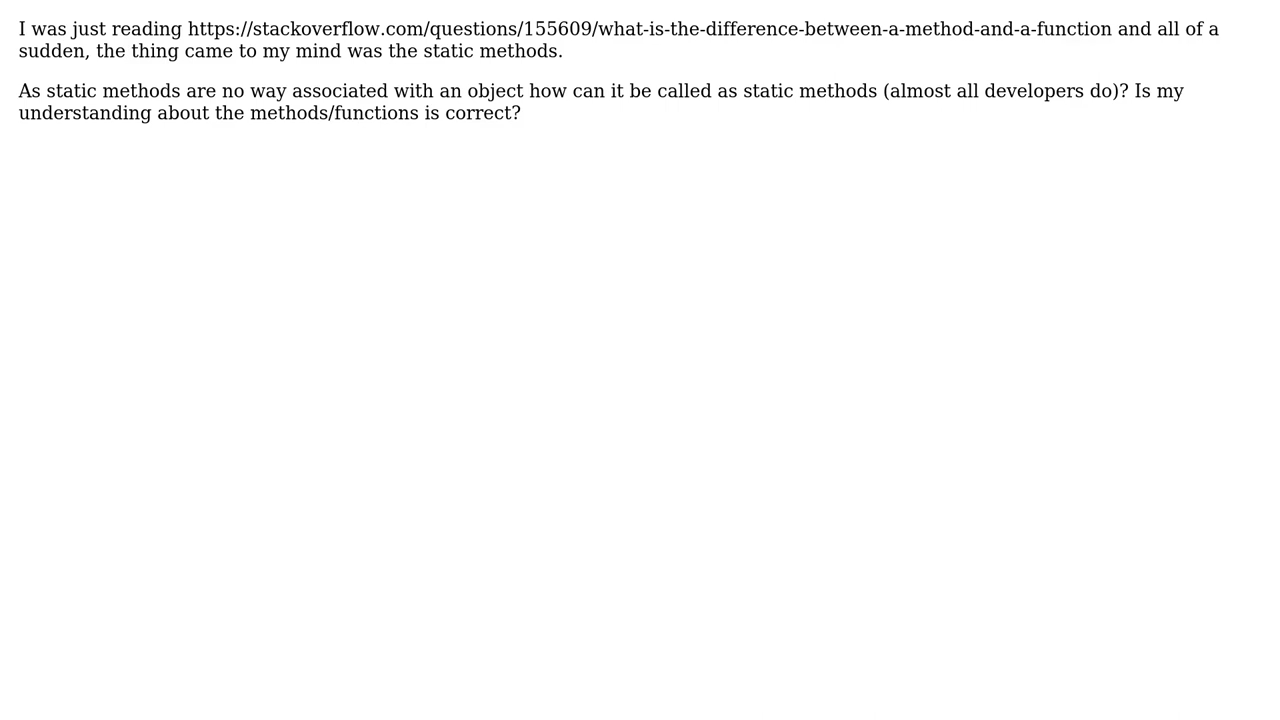 I was just reading https://stackoverflow.com/questions/155609/what-is-the-difference-between-a-method-and-a-function and all of a
sudden, the thing came to my mind was the static methods.
As static methods are no way associated with an object how can it be called as static methods (almost all developers do)? Is my
understanding about the methods/functions is correct?